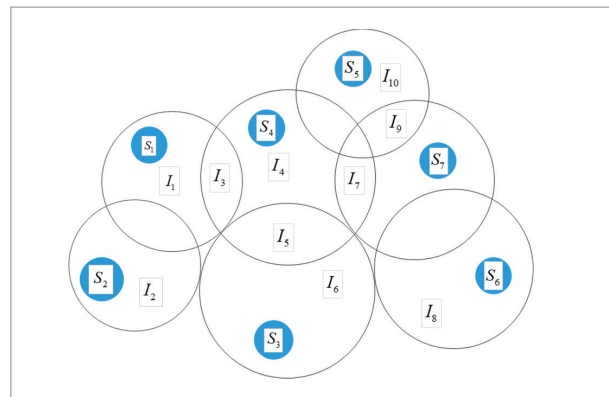 S₅
I₁₀
S₄
I₉
S₁
S₇
I₄
I₁
I₃
I₇
I₅
S₂
I₂
I₆
S₆
I₈
S₃